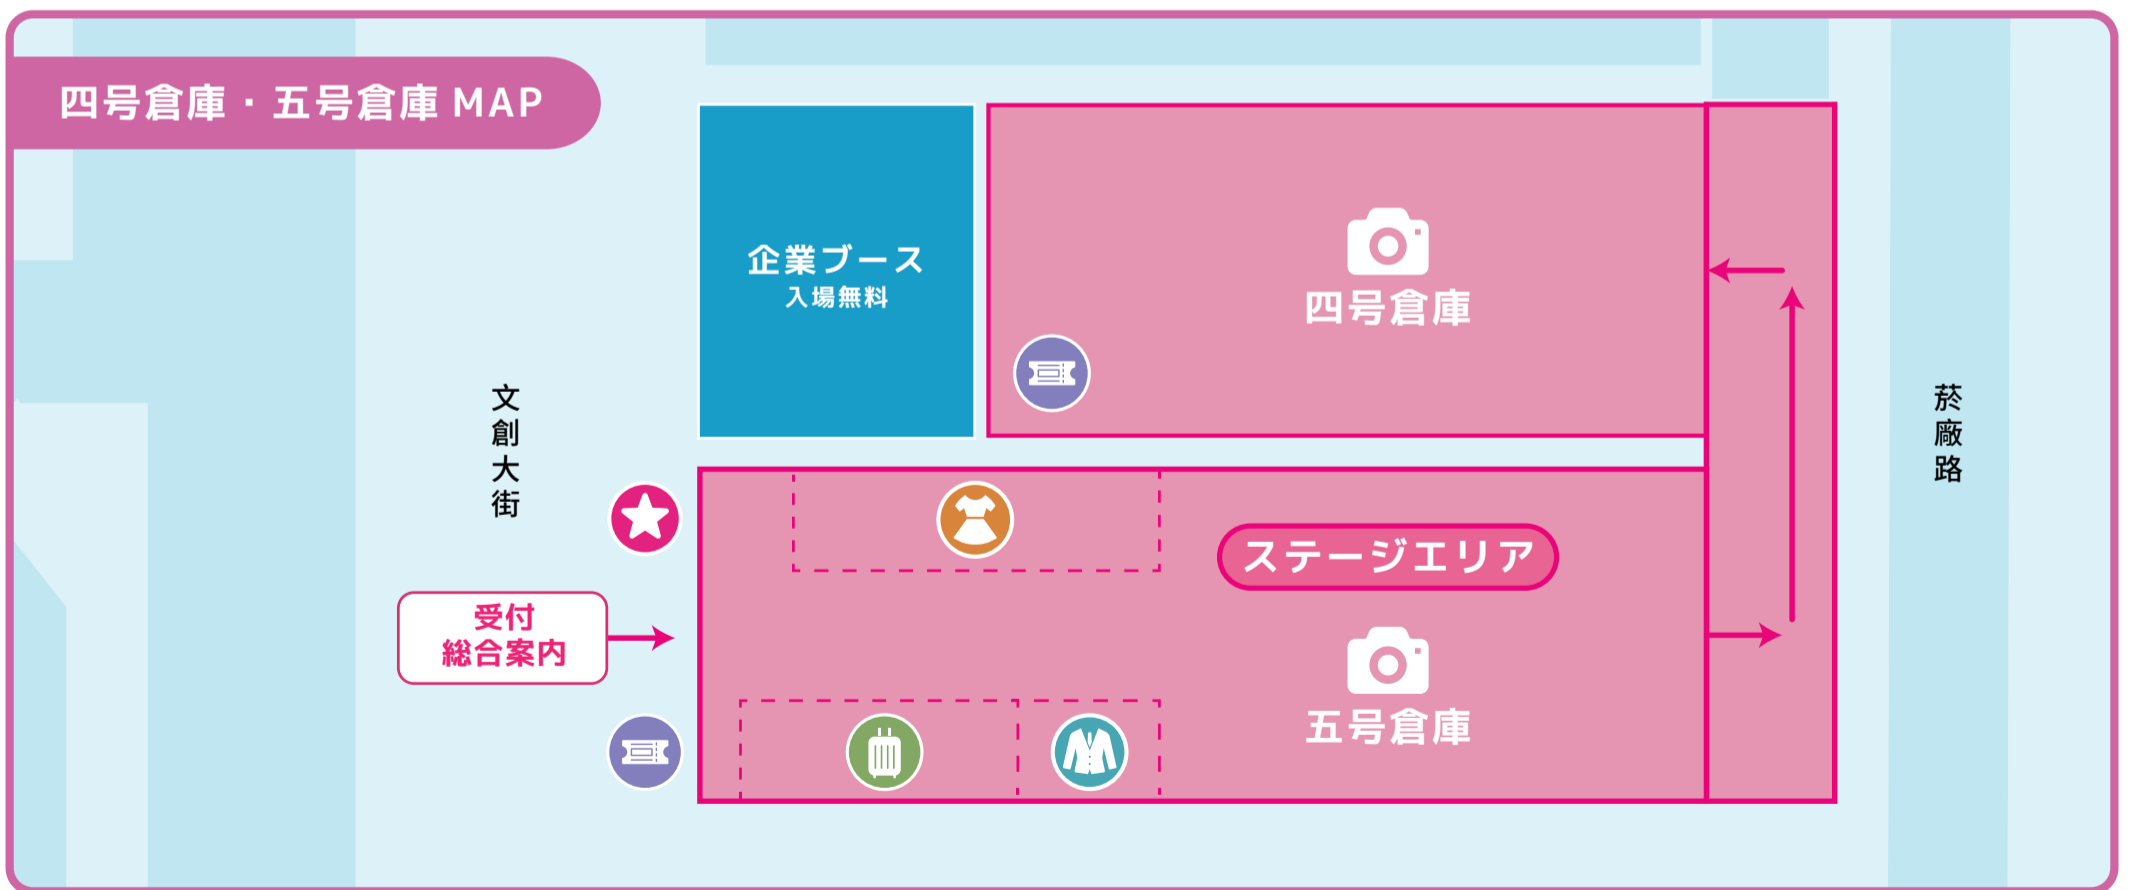 四号倉庫・五号倉庫 MAP
企業ブース
入場無料
四号倉庫
文創大街
菸廠路
ステージエリア
受付
総合案内
五号倉庫